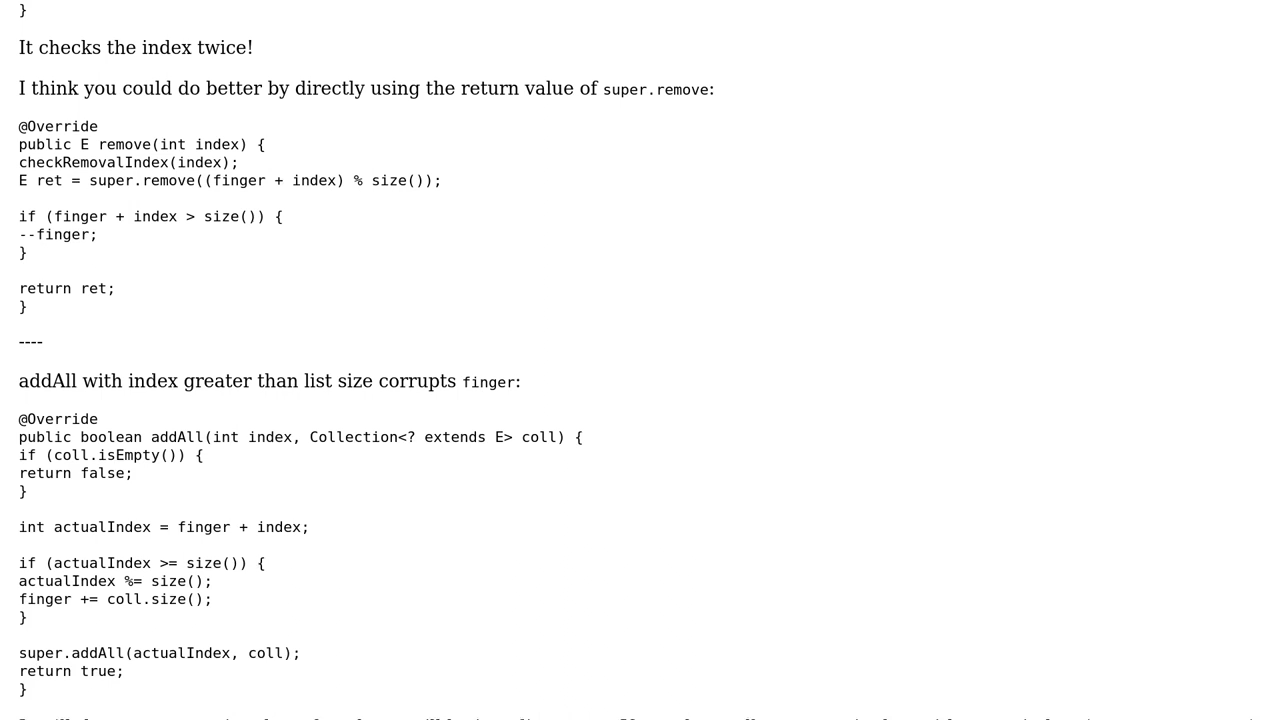 }
It checks the index twice!
I think you could do better by directly using the return value of super.remove:
@Override
public E remove(int index) {
checkRemovalIndex(index);
E ret = super.remove((finger + index) % size());
if (finger + index > size()) {
--finger;
}
return ret;
}
----
addAll with index greater than list size corrupts finger:
@Override
public boolean addAll(int index, Collection<? extends E> coll) {
if (coll.isEmpty()) {
return false;
}
int actualIndex = finger + index;
if (actualIndex >= size()) {
actualIndex %= size();
finger += coll.size();
}
super.addAll(actualIndex, coll);
return true;
}